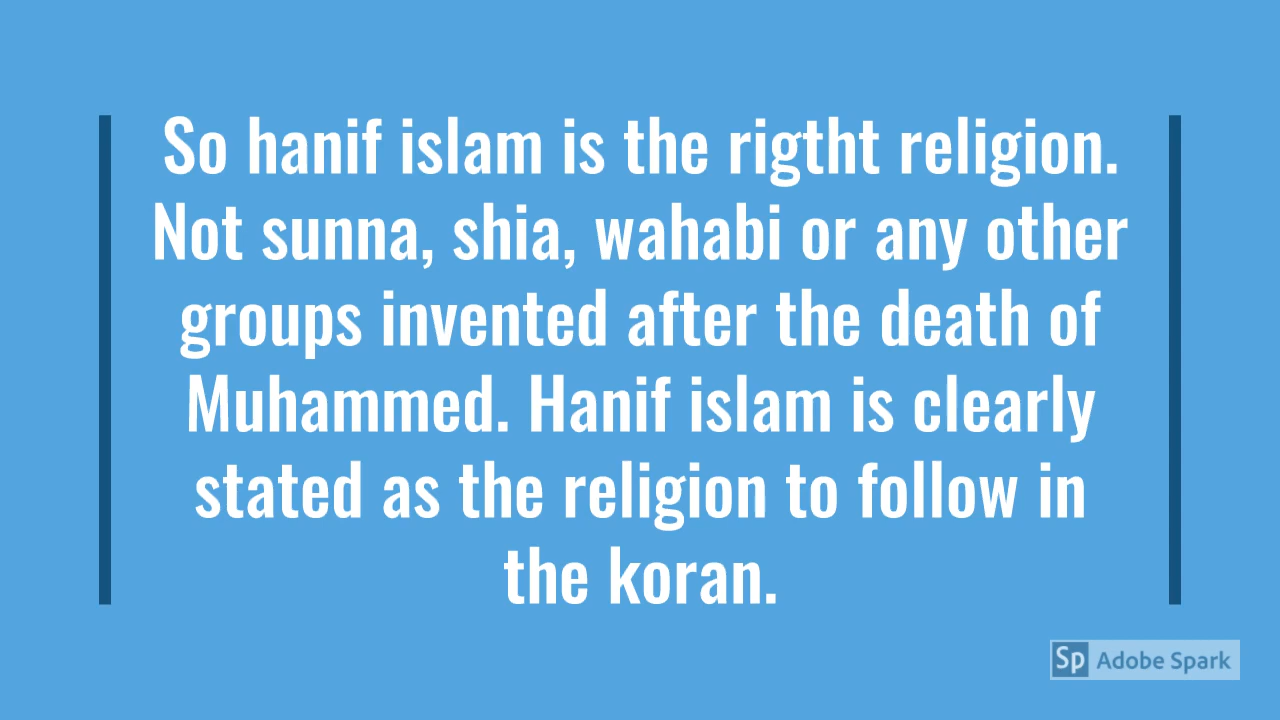 So hanif islam is the rigtht religion.
Not sunna, shia, wahabi or any other
groups invented after the death of
Muhammed. Hanif islam is clearly
stated as the religion to follow in
the koran.
Sp Adobe Spark